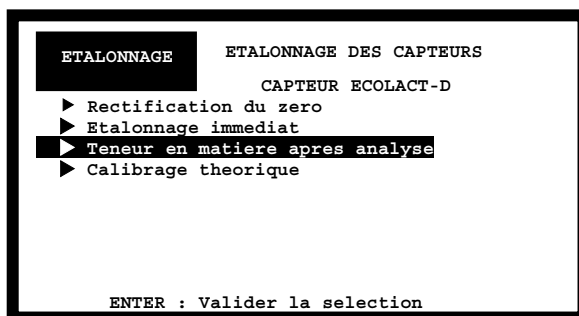 ETALONNAGE
ETALONNAGE DES CAPTEURS
CAPTEUR ECOLACT-D
Rectification du zero
Etalonnage immediat
Teneur en matiere apres analyse
Calibrage theorique
ENTER : Valider la selection